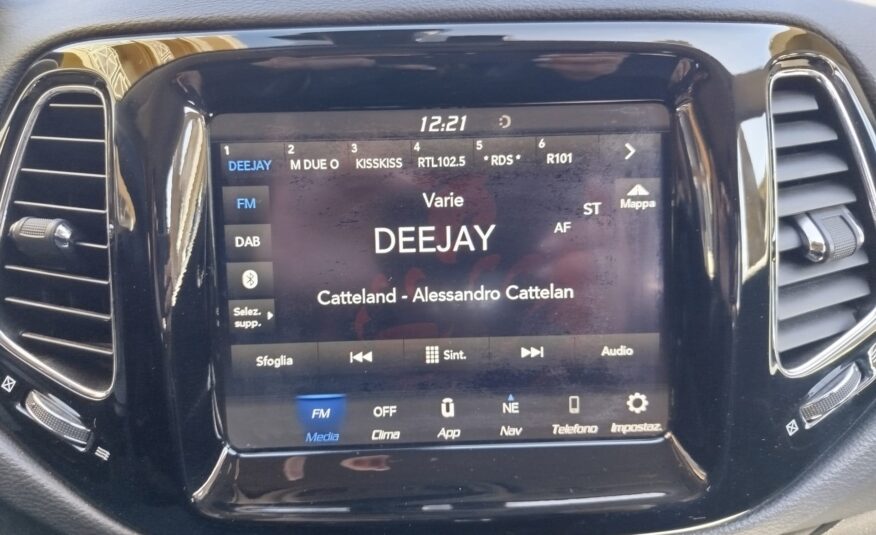 12:21
1 2 3 4 5 6
DEEJAY M DUE O KISSKISS RTL102.5 *RDS* R101
FM
Varie
ST
Mappa
AF
DAB
DEEJAY
Catteland - Alessandro Cattelan
Selez.
supp.
Sfoglia Sint. Audio
FM OFF ū NE
Media Clima App Nav Telefono Impostaz.